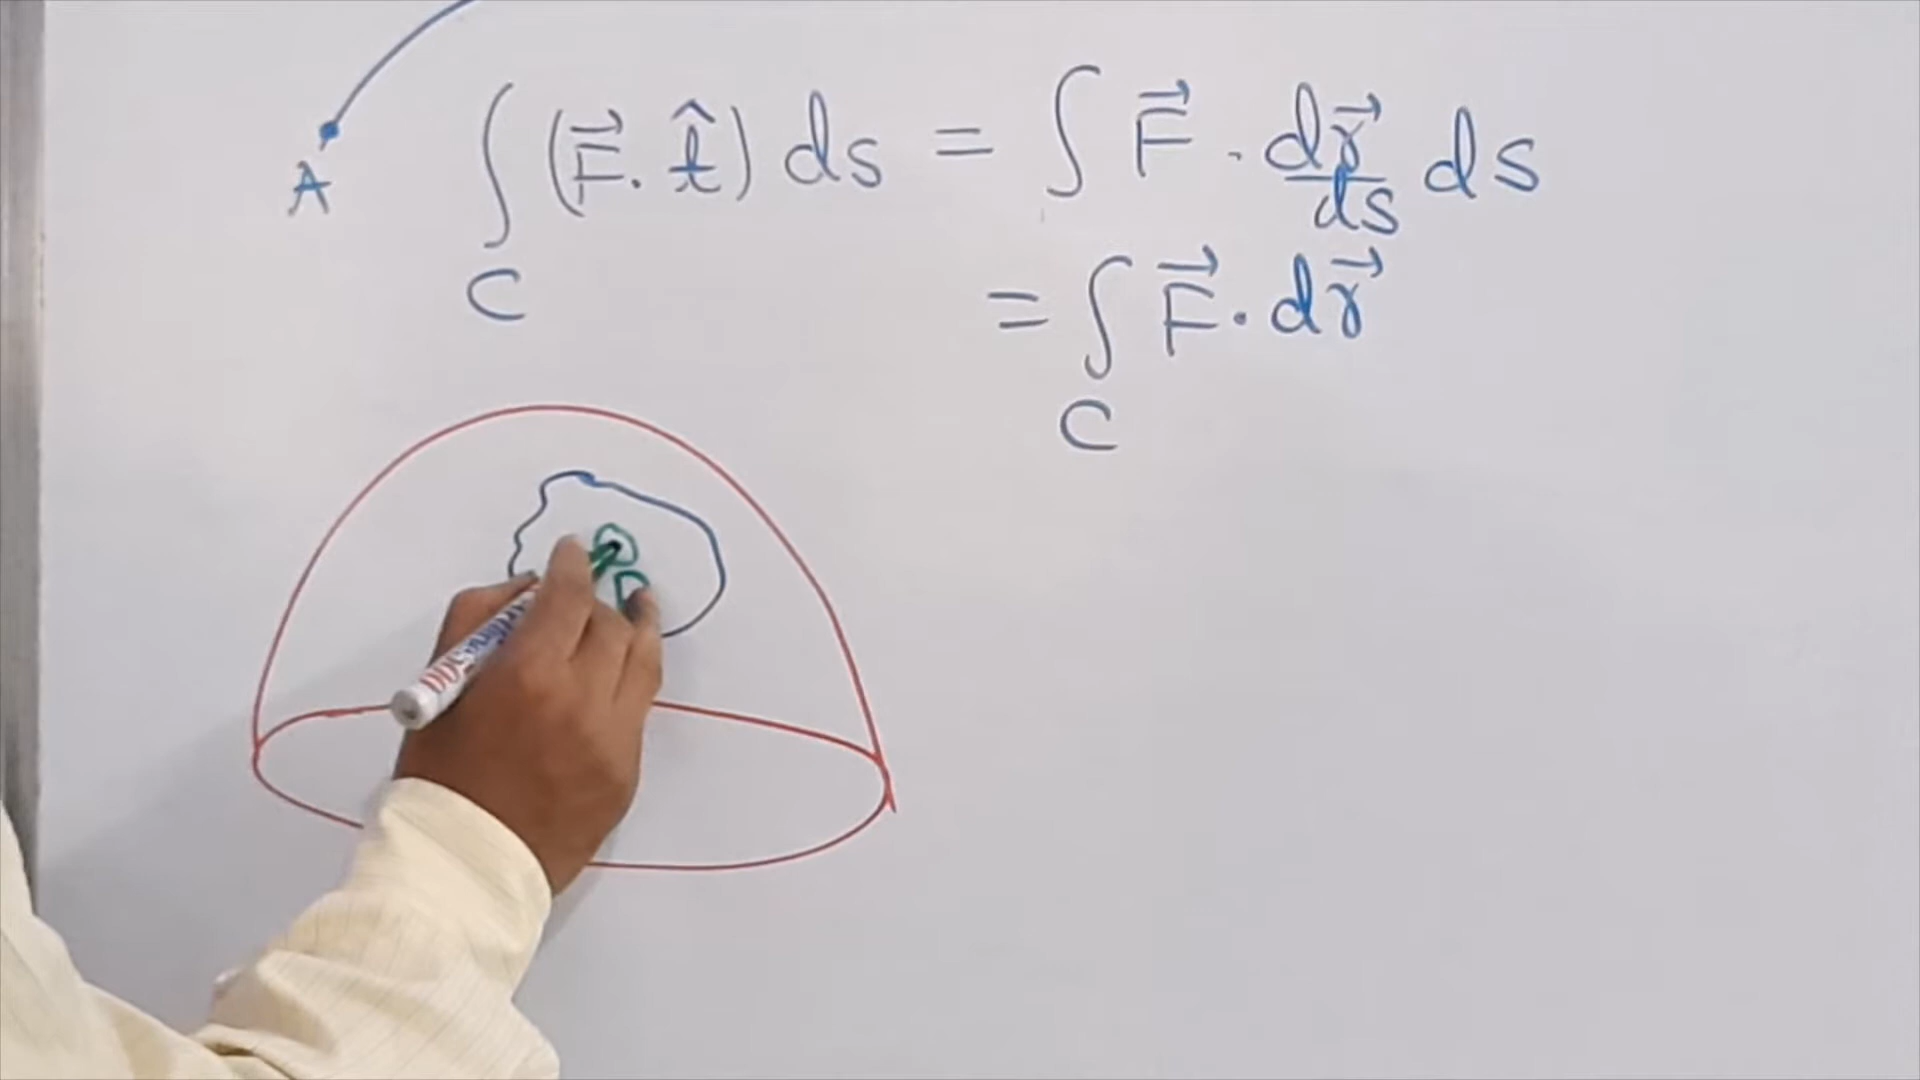 ∫ (F⃗. t̂) ds = ∫ F⃗ . dr⃗/ds ds
C
A
= ∫ F⃗ . dr⃗
C
P